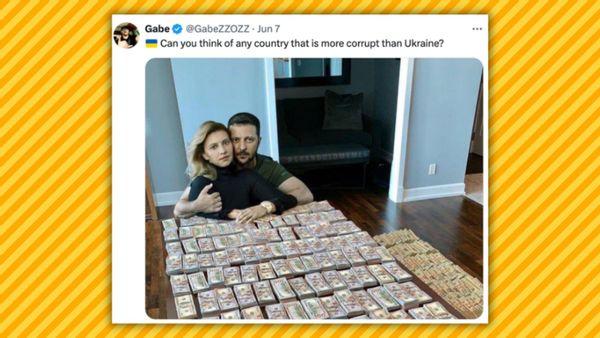 Gabe @GabeZZOZZ · Jun 7
🇺🇦 Can you think of any country that is more corrupt than Ukraine?